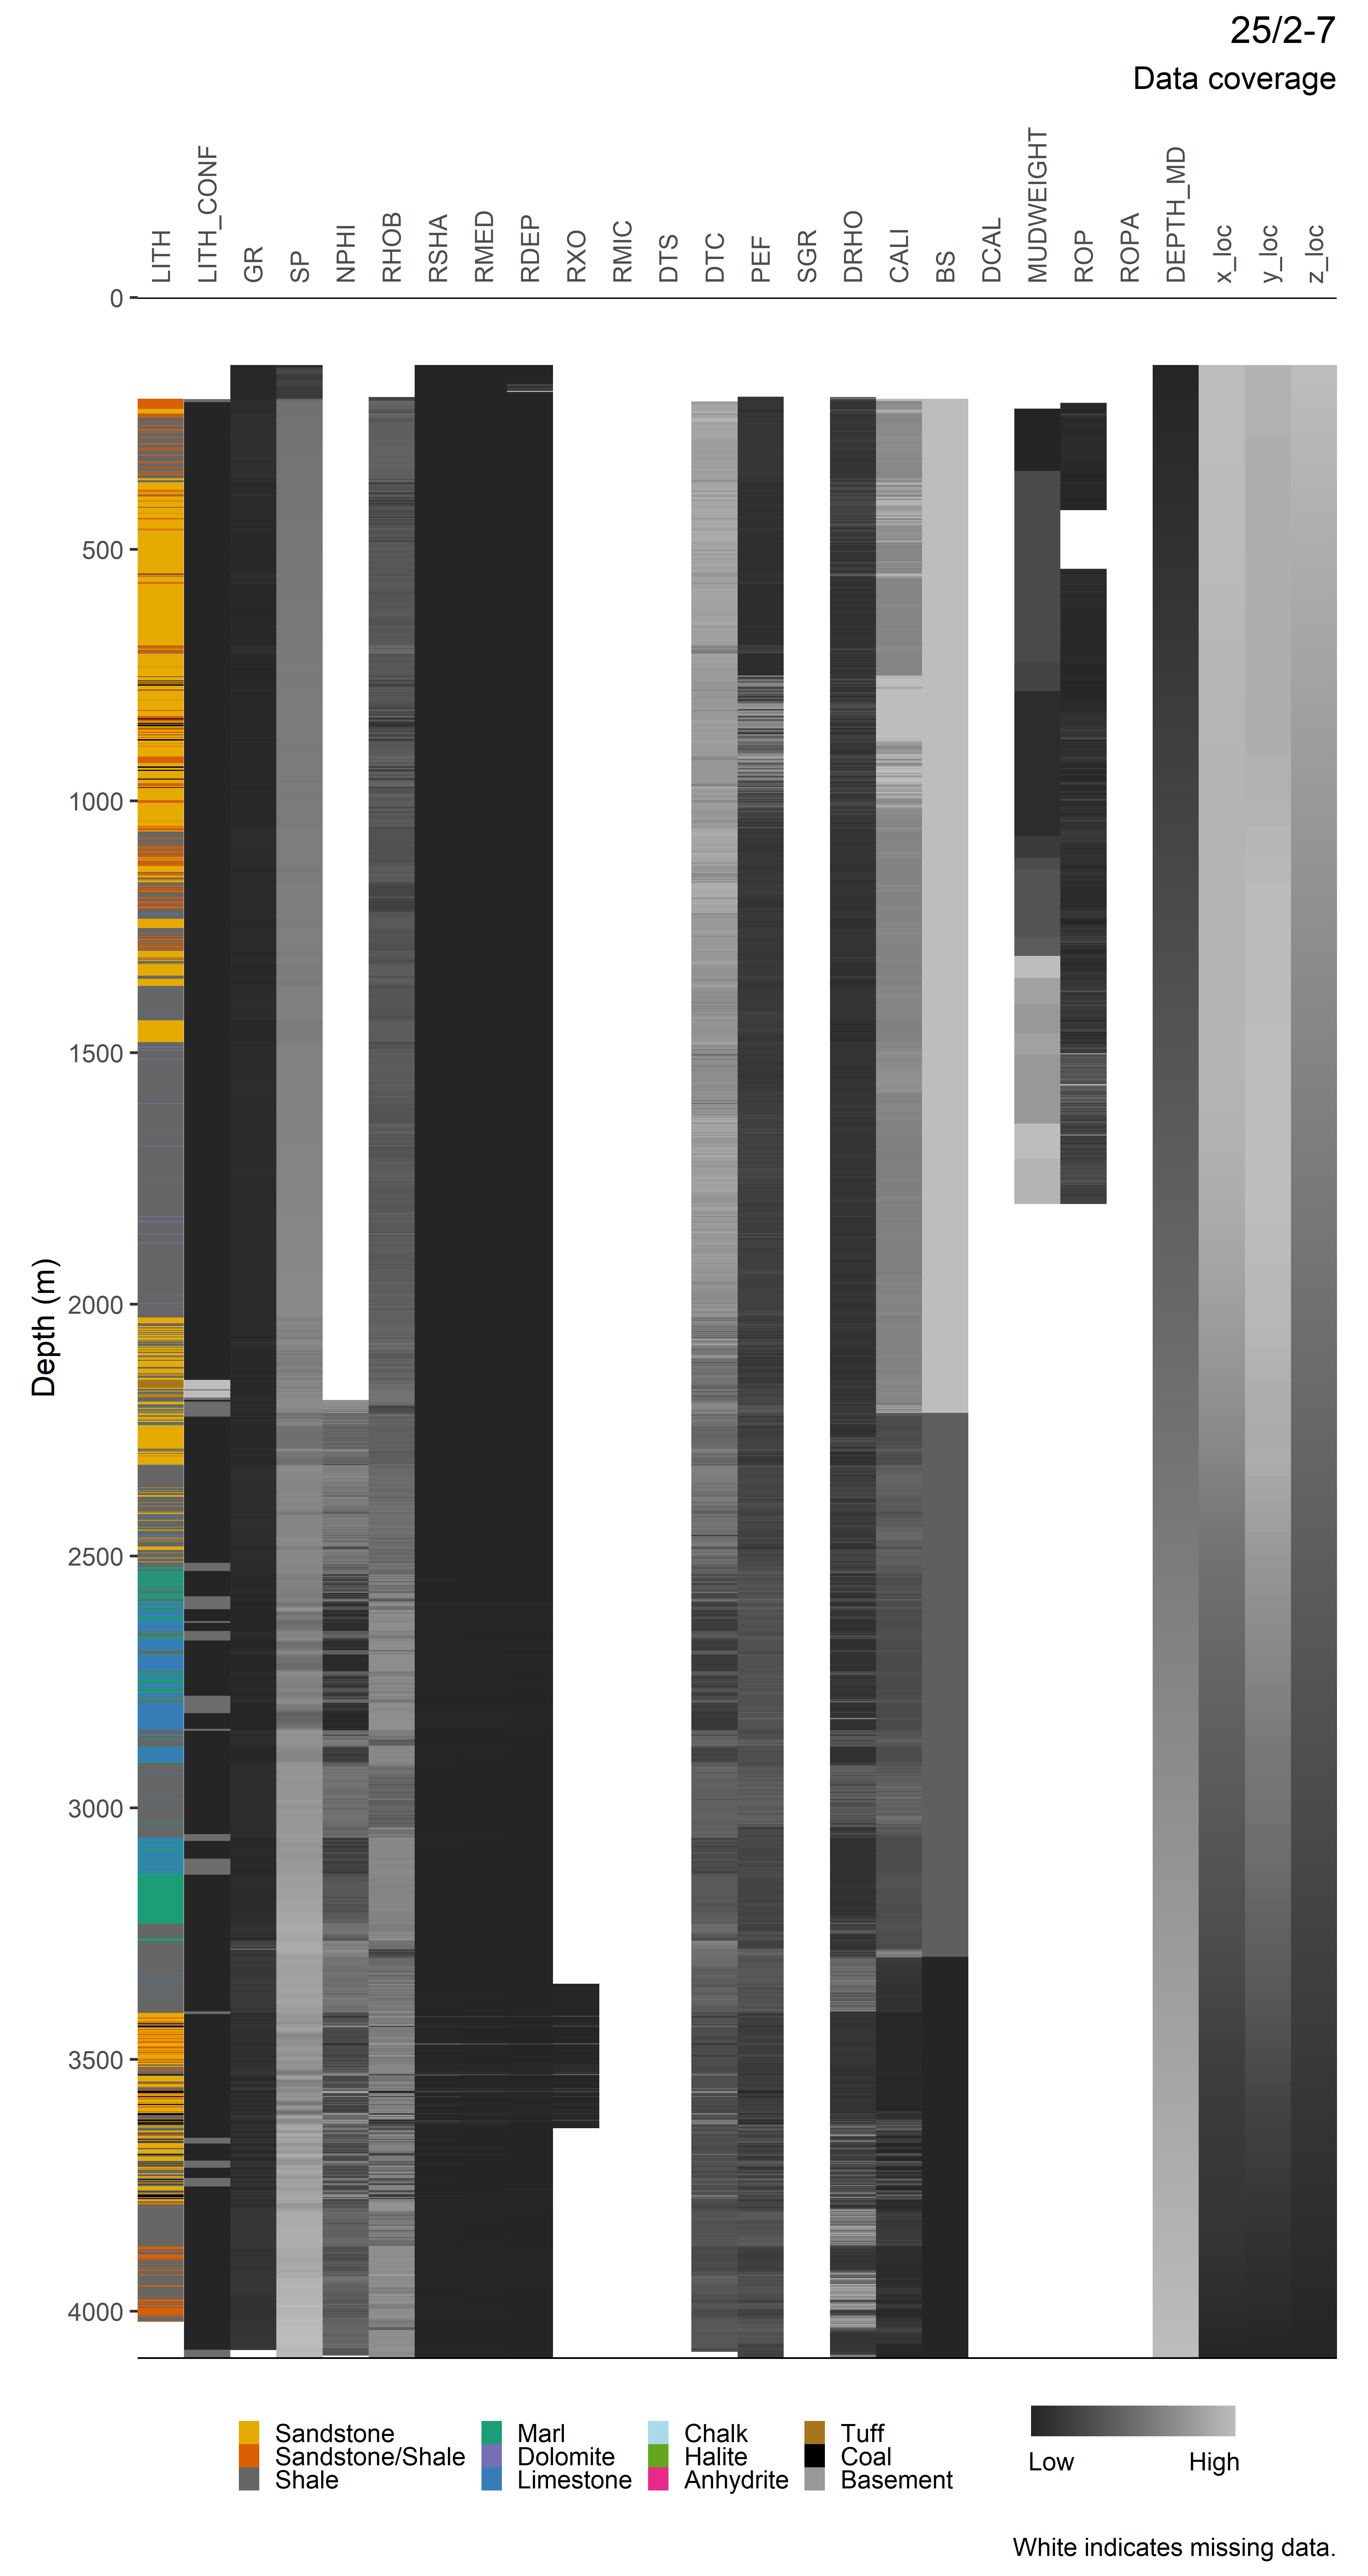 25/2-7
Data coverage
LITH
LITH_CONF
GR
SP
NPHI
RHOB
RSHA
RMED
RDEP
RXO
RMIC
DTS
DTC
PEF
SGR
DRHO
CALI
BS
DCAL
MUDWEIGHT
ROP
ROPA
DEPTH_MD
x_loc
y_loc
z_loc
Depth (m)
0
500
1000
1500
2000
2500
3000
3500
4000
Sandstone
Sandstone/Shale
Shale
Marl
Dolomite
Limestone
Chalk
Halite
Anhydrite
Tuff
Coal
Basement
Low High
White indicates missing data.